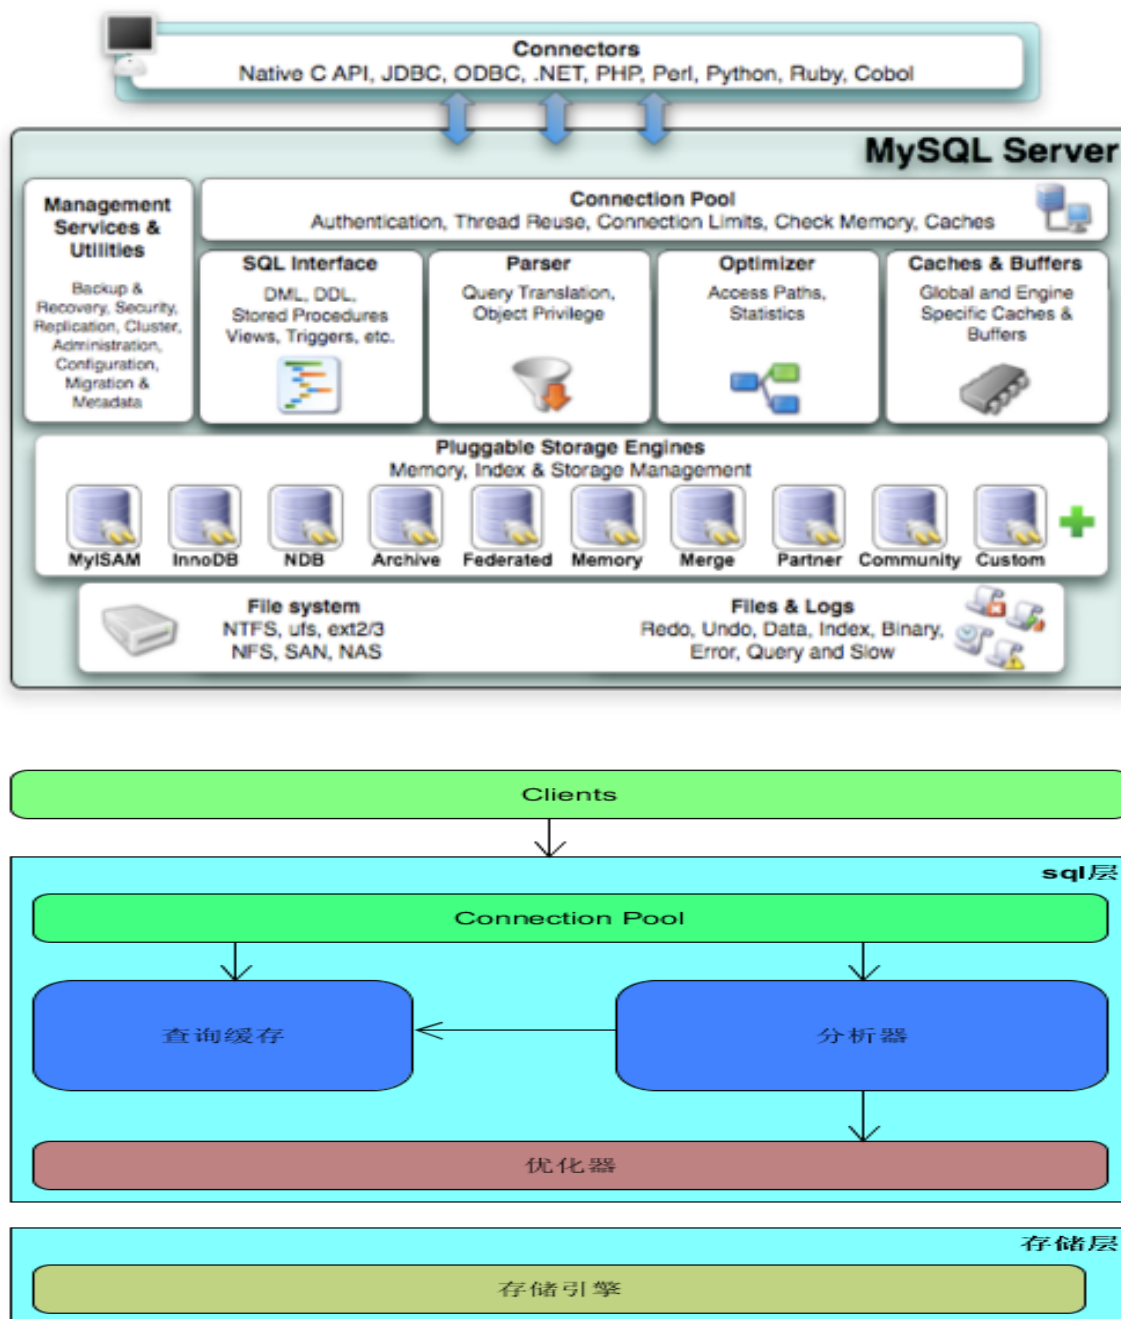 Connectors
Native C API, JDBC, ODBC, .NET, PHP, Perl, Python, Ruby, Cobol
MySQL Server
Management
Services &
Utilities
Backup &
Recovery, Security,
Replication, Cluster,
Administration,
Configuration,
Migration &
Metadata
Connection Pool
Authentication, Thread Reuse, Connection Limits, Check Memory, Caches
SQL Interface
DML, DDL,
Stored Procedures
Views, Triggers, etc.
Parser
Query Translation,
Object Privilege
Optimizer
Access Paths,
Statistics
Caches & Buffers
Global and Engine
Specific Caches &
Buffers
Pluggable Storage Engines
Memory, Index & Storage Management
MyISAM
InnoDB
NDB
Archive
Federated
Memory
Merge
Partner
Community
Custom
File system
NTFS, ufs, ext2/3
NFS, SAN, NAS
Files & Logs
Redo, Undo, Data, Index, Binary,
Error, Query and Slow
Clients
sql层
Connection Pool
查询缓存
分析器
优化器
存储层
存储引擎